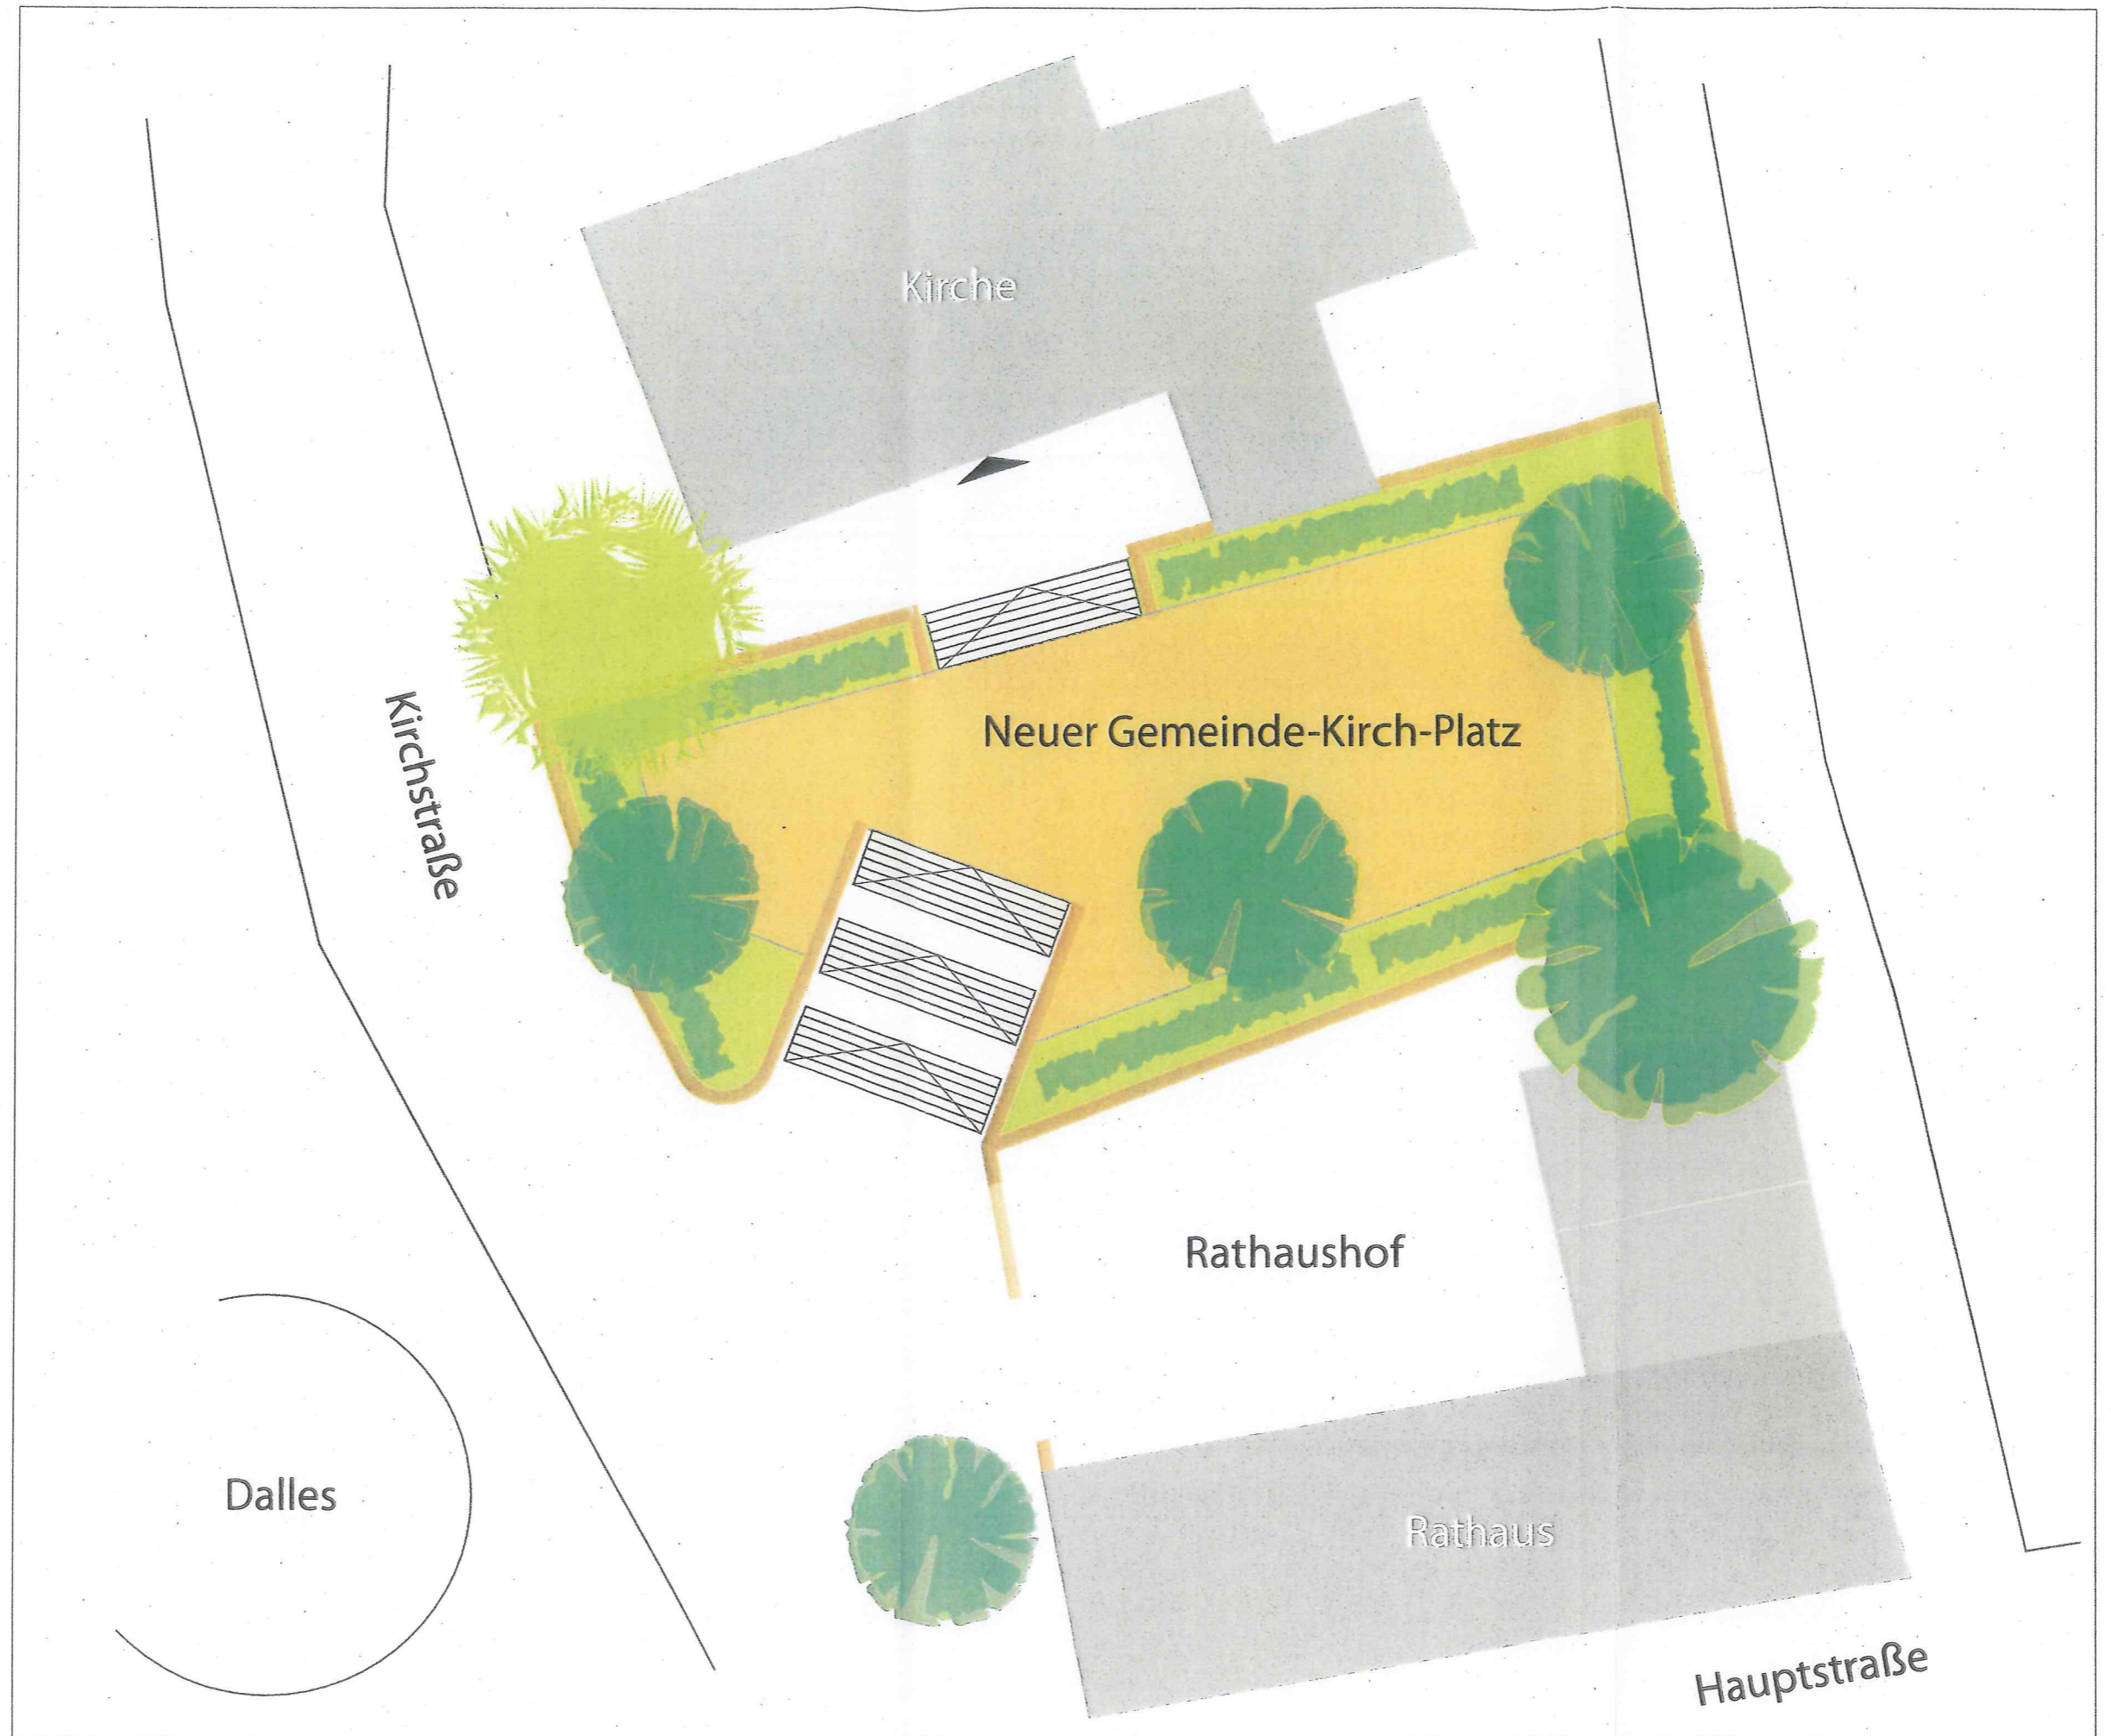 Kirche
Neuer Gemeinde-Kirch-Platz
Kirchstraße
Rathaushof
Dalles
Rathaus
Hauptstraße